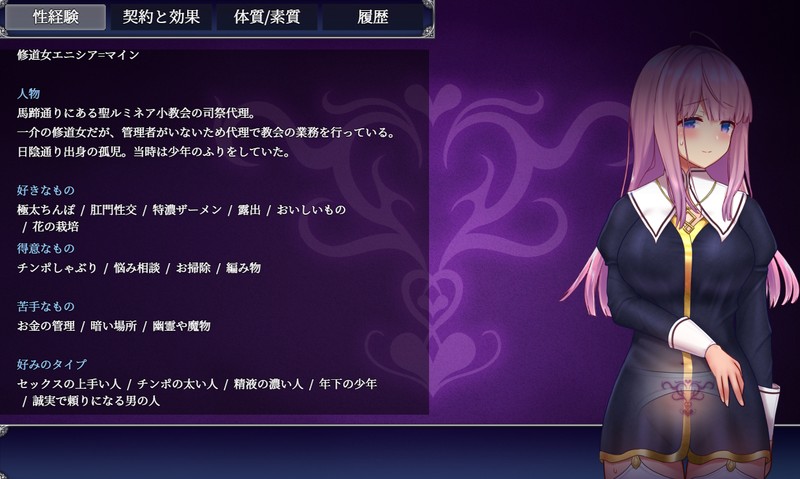 性経験
契約と効果
体質/素質
履歴
修道女エニシア=マイン
人物
馬蹄通りにある聖ルミネア小教会の司祭代理。
一介の修道女だが、管理者がいないため代理で教会の業務を行っている。
日陰通り出身の孤児。当時は少年のふりをしていた。
好きなもの
極太ちんぽ / 肛門性交 / 特濃ザーメン / 露出 / おいしいもの
/ 花の栽培
得意なもの
チンポしゃぶり / 悩み相談 / お掃除 / 編み物
苦手なもの
お金の管理 / 暗い場所 / 幽霊や魔物
好みのタイプ
セックスの上手い人 / チンポの太い人 / 精液の濃い人 / 年下の少年
/ 誠実で頼りになる男の人